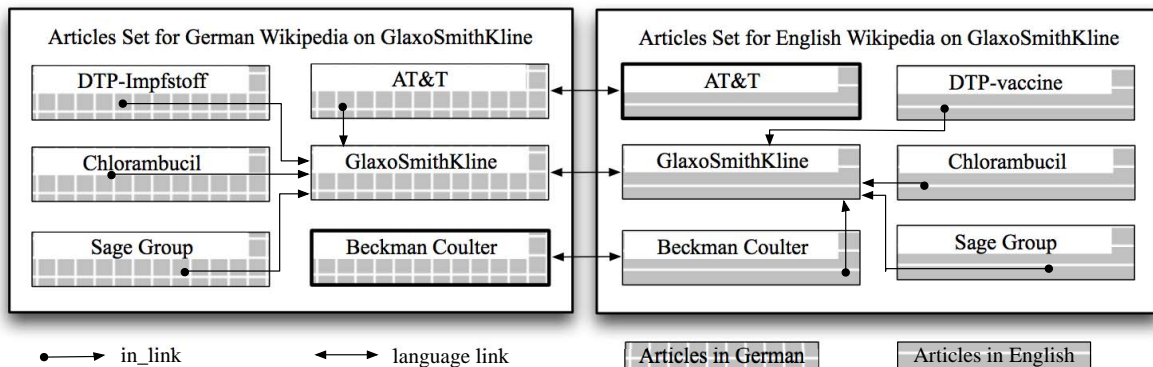 Articles Set for German Wikipedia on GlaxoSmithKline
DTP-Impfstoff
AT&T
Chlorambucil
GlaxoSmithKline
Sage Group
Beckman Coulter
Articles Set for English Wikipedia on GlaxoSmithKline
AT&T
DTP-vaccine
GlaxoSmithKline
Chlorambucil
Beckman Coulter
Sage Group
in_link
language link
Articles in German
Articles in English